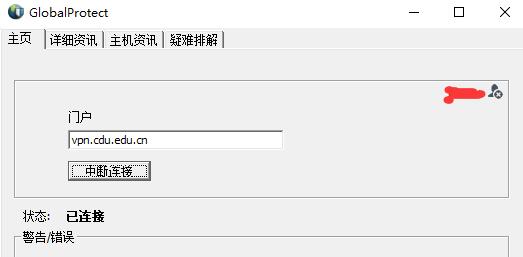 GlobalProtect
主页 详细资讯 主机资讯 疑难排解
门户
vpn.cdu.edu.cn
中断连接
状态: 已连接
警告/错误